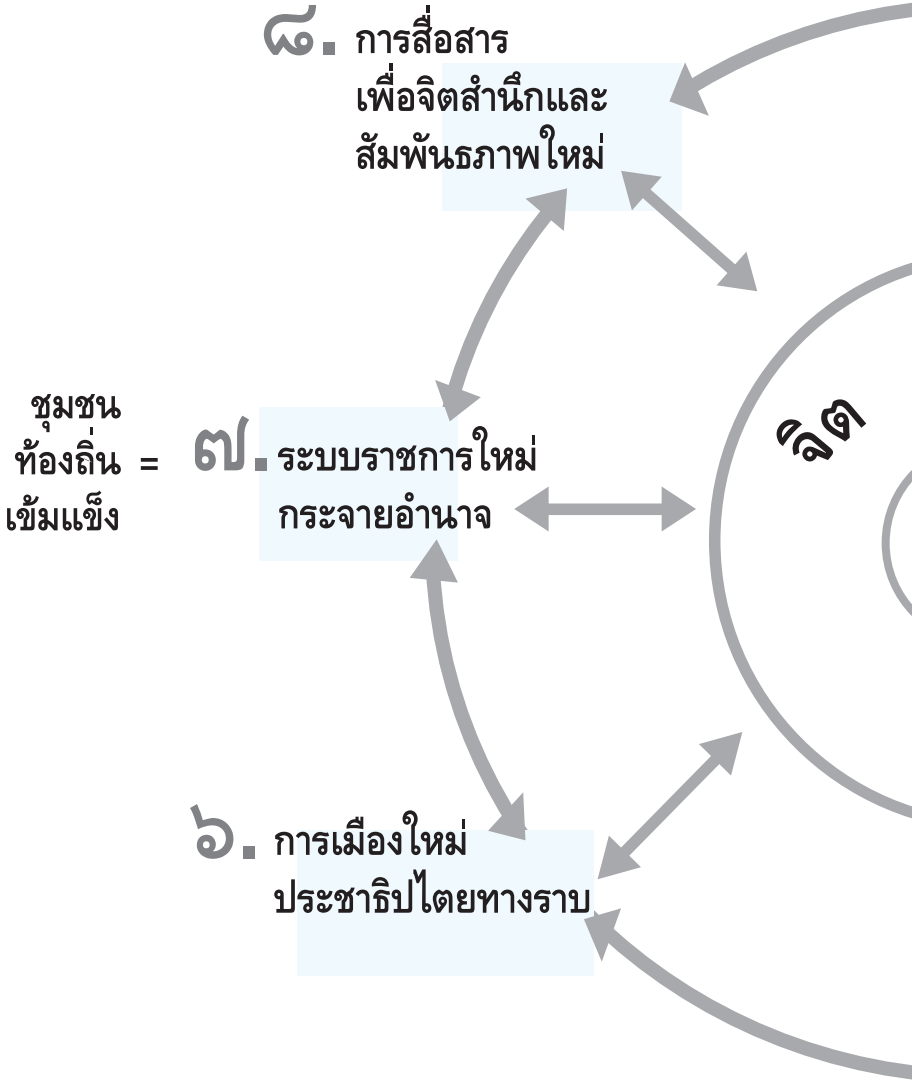 ๘. การสื่อสาร
เพื่อจิตสำนึกและ
สัมพันธภาพใหม่
จิต
ชุมชน
ท้องถิ่น =
เข้มแข็ง
๗. ระบบราชการใหม่
กระจายอำนาจ
๖. การเมืองใหม่
ประชาธิปไตยทางราบ